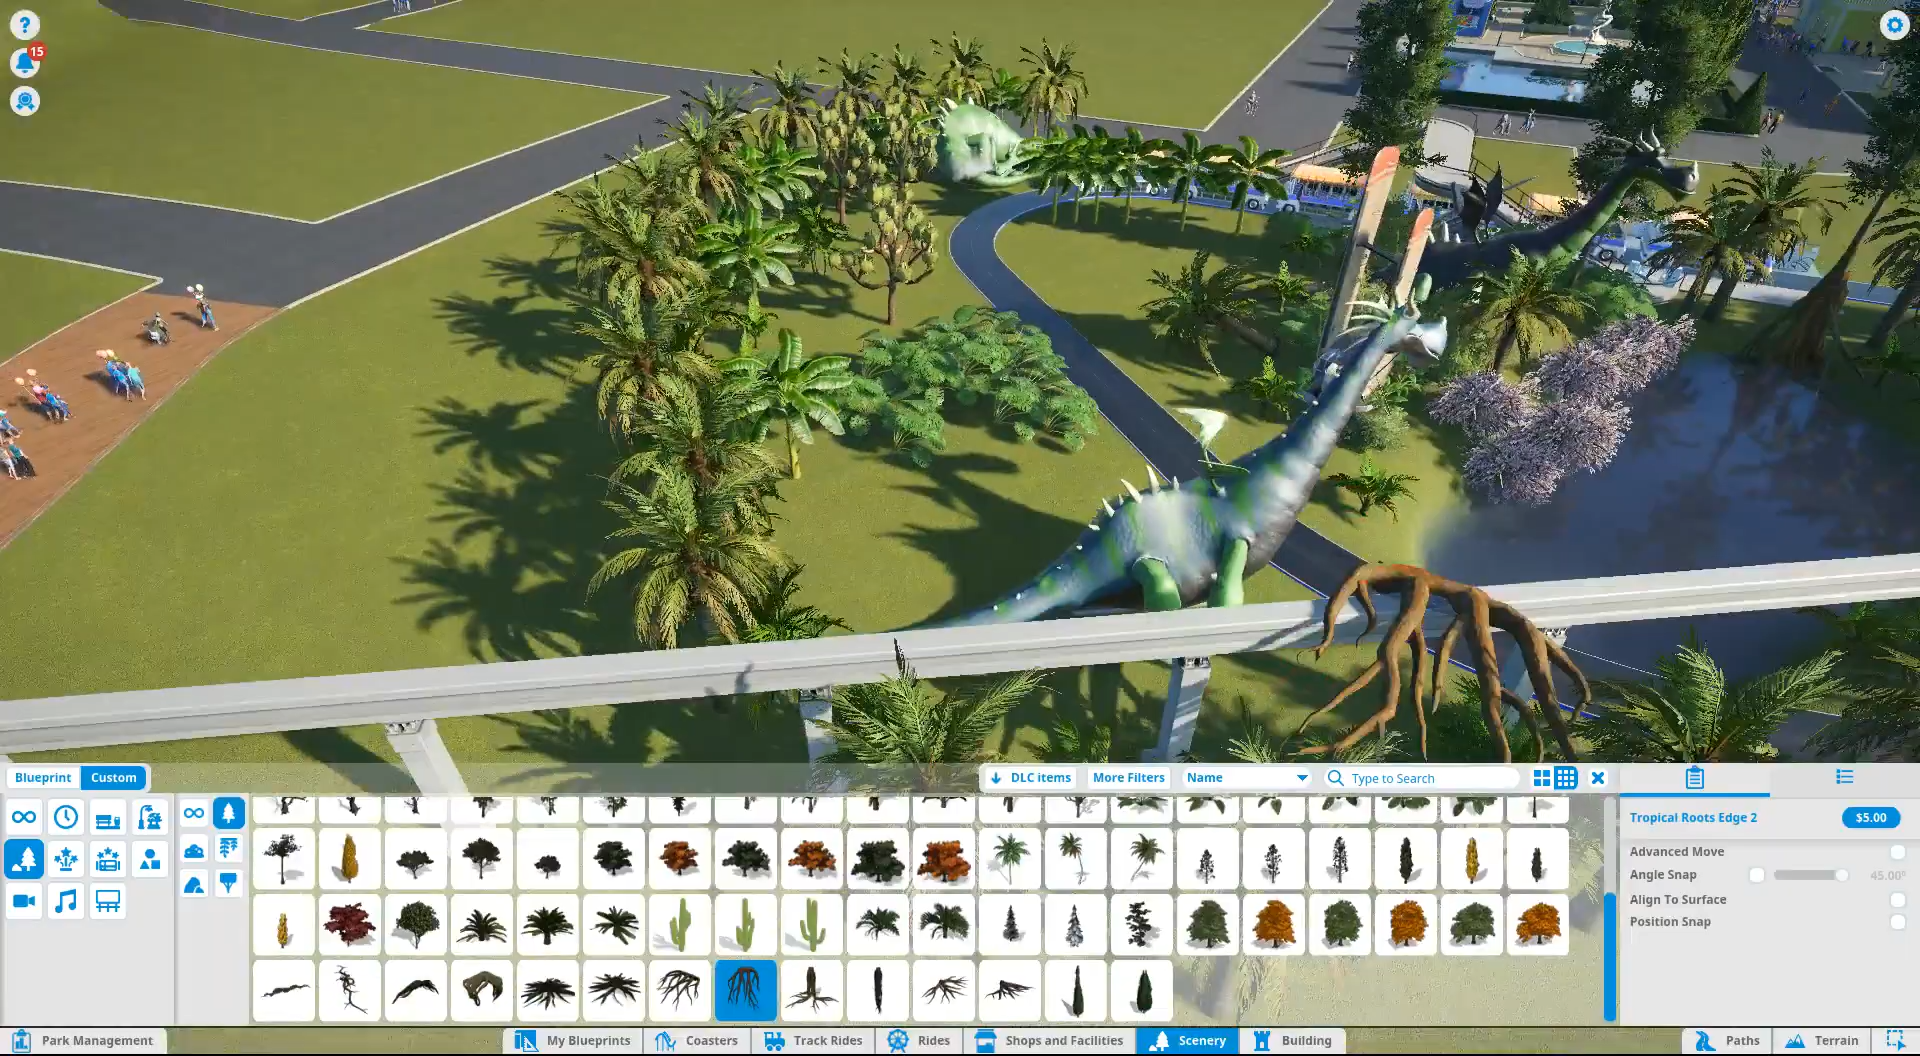 ?
15
Blueprint
Custom
DLC items
More Filters
Name
Type to Search
Tropical Roots Edge 2
$5.00
Advanced Move
Angle Snap
45.00°
Align To Surface
Position Snap
Park Management
My Blueprints
Coasters
Track Rides
Rides
Shops and Facilities
Scenery
Building
Paths
Terrain